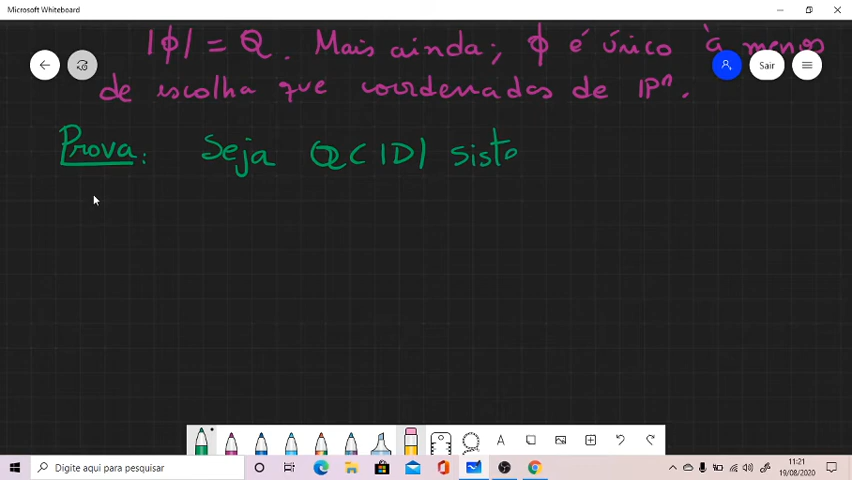 Microsoft Whiteboard
|ϕ| = Q. Mais ainda; ϕ é único à menos
de escolha que coordenadas de IPⁿ.
Sair
Prova: Seja Q ⊂ |D| sisto
Digite aqui para pesquisar
11:21
19/08/2020